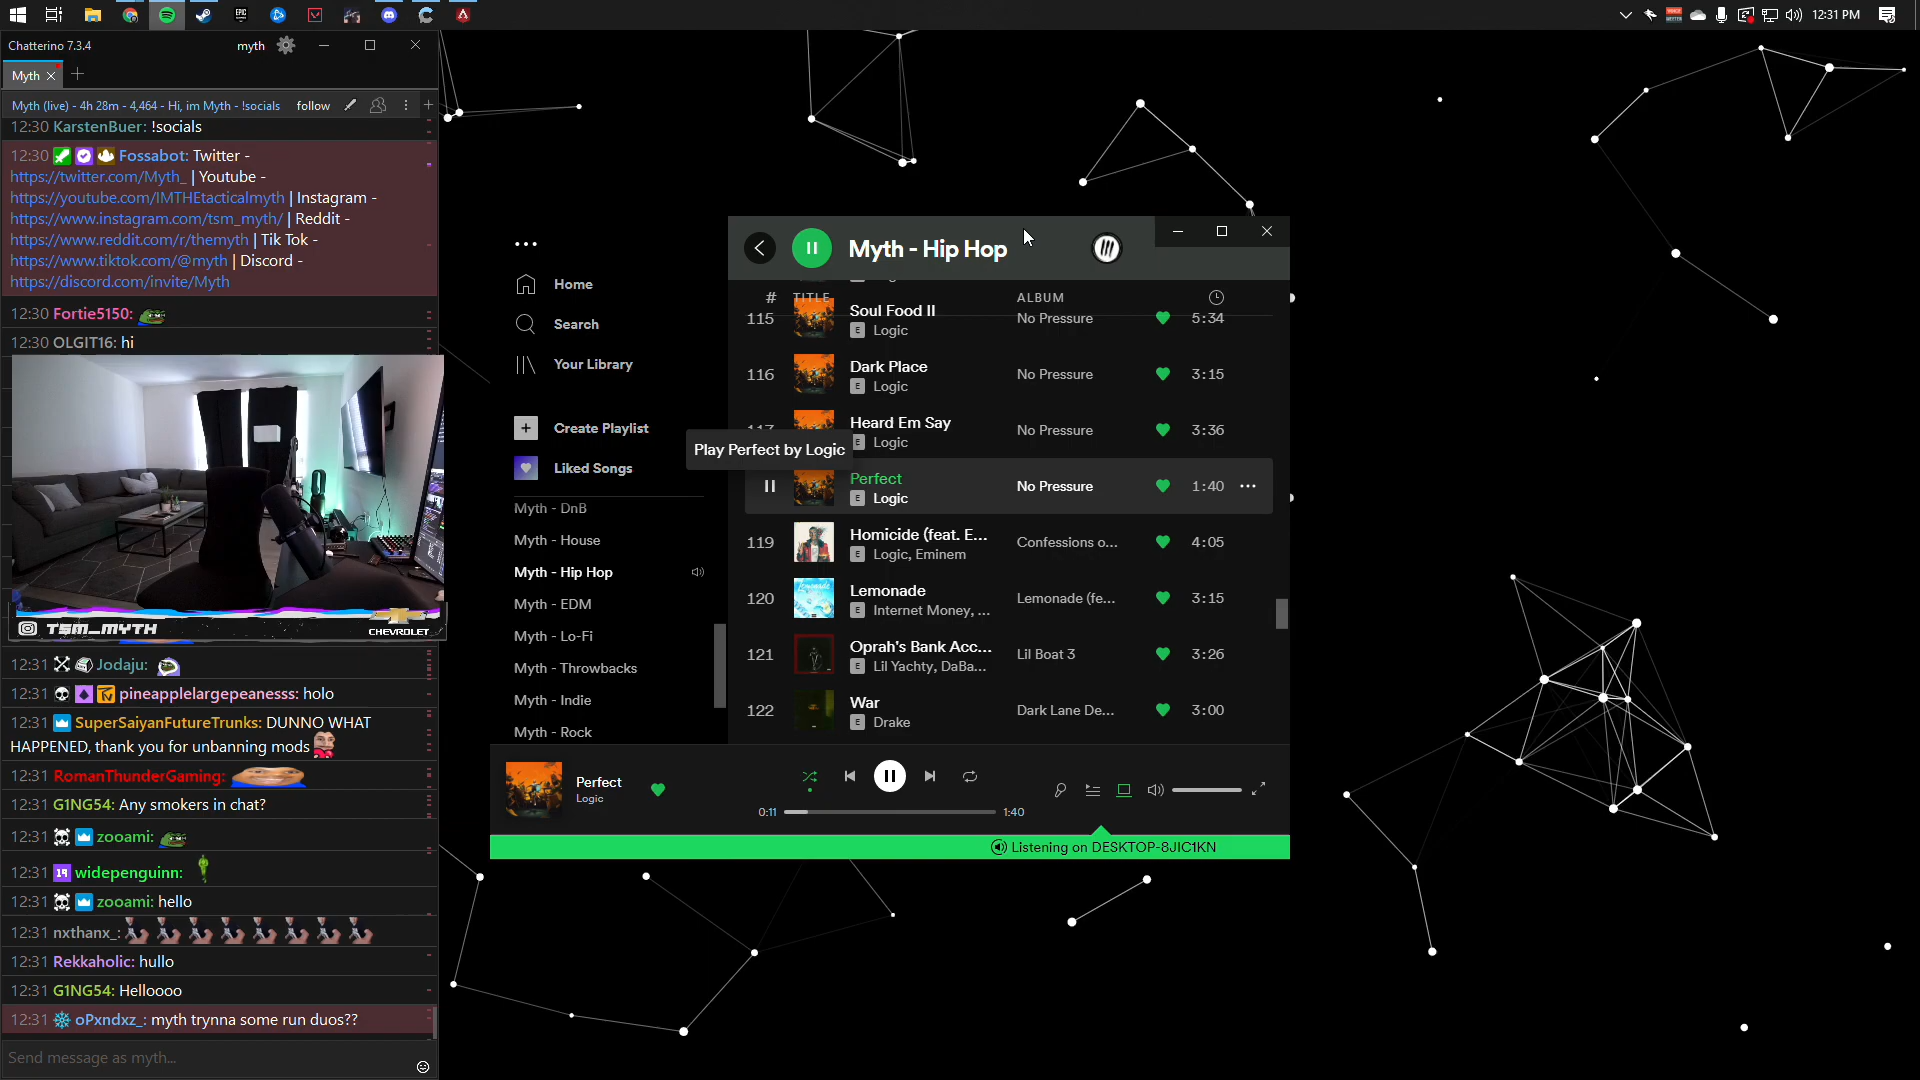 12:31 PM
Chatterino 7.3.4
myth
Myth
Myth (live) - 4h 28m - 4,464 - Hi, im Myth - !socials
follow
12:30 KarstenBuer: !socials
12:30 Fossabot: Twitter -
https://twitter.com/Myth_ | Youtube -
https://youtube.com/IMTHEtacticalmyth | Instagram -
https://www.instagram.com/tsm_myth/ | Reddit -
https://www.reddit.com/r/themyth | Tik Tok -
https://www.tiktok.com/@myth | Discord -
https://discord.com/invite/Myth
12:30 Fortie5150:
12:30 OLGIT16: hi
TSM_MYTH
CHEVROLET
12:31 Jodaju:
12:31 pineapplelargepeanesss: holo
12:31 SuperSaiyanFutureTrunks: DUNNO WHAT
HAPPENED, thank you for unbanning mods
12:31 RomanThunderGaming:
12:31 G1NG54: Any smokers in chat?
12:31 zooami:
12:31 19 widepenguinn:
12:31 zooami: hello
12:31 nxthanx_:
12:31 Rekkaholic: hullo
12:31 G1NG54: Helloooo
12:31 oPxndxz_: myth trynna some run duos??
Send message as myth...
Home
Search
Your Library
Create Playlist
Liked Songs
Myth - DnB
Myth - House
Myth - Hip Hop
Myth - EDM
Myth - Lo-Fi
Myth - Throwbacks
Myth - Indie
Myth - Rock
Myth - Hip Hop
# TITLE ALBUM
115 Soul Food II No Pressure 5:34
E Logic
116 Dark Place No Pressure 3:15
E Logic
117 Heard Em Say No Pressure 3:36
E Logic
Play Perfect by Logic
Perfect No Pressure 1:40
E Logic
119 Homicide (feat. E... Confessions o... 4:05
E Logic, Eminem
120 Lemonade Lemonade (fe... 3:15
E Internet Money, ...
121 Oprah's Bank Acc... Lil Boat 3 3:26
E Lil Yachty, DaBa...
122 War Dark Lane De... 3:00
E Drake
Perfect
Logic
0:11
1:40
Listening on DESKTOP-8JIC1KN